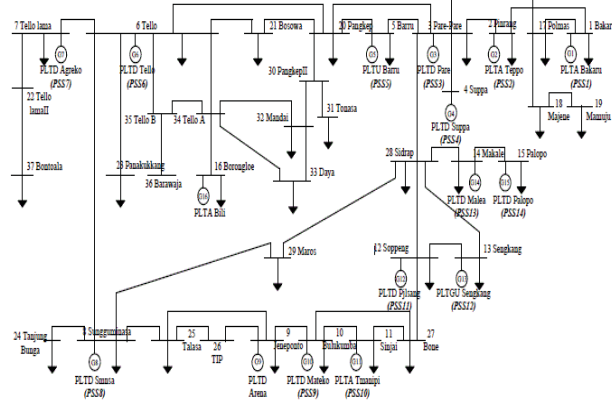 7 Tello lama
6 Tello
21 Bosowa
20 Pangkep
5 Barru
3 Pare-Pare
2 Pinrang
17 Polmas
1 Bakaru
G7
PLTD Agreko
(PSS7)
G6
PLTD Tello
(PSS6)
G5
PLTU Barru
(PSS5)
G3
PLTD Pare
(PSS3)
G2
PLTA Teppo
(PSS2)
G1
PLTA Bakaru
(PSS1)
30 PangkepII
4 Suppa
22 Tello
lamaII
35 Tello B
34 Tello A
32 Mandai
31 Tonasa
G4
PLTD Suppa
(PSS4)
18
Majene
19
Mamuju
37 Bontoala
23 Panakukkang
36 Barawaja
16 Borongloe
33 Daya
28 Sidrap
14 Makale
15 Palopo
G16
PLTA Bili
G14
PLTD Malea
(PSS13)
G15
PLTD Palopo
(PSS14)
29 Maros
12 Soppeng
13 Sengkang
G12
PLTD Pjlsang
(PSS11)
G13
PLTGU Sengkang
(PSS12)
24 Tanjung
Bunga
8 Sungguminasa
25
Talasa
26
TIP
9
Jeneponto
10
Bulukumba
11
Sinjai
27
Bone
G8
PLTD Smnsa
(PSS8)
G9
PLTD
Arena
G10
PLTD Mateko
(PSS9)
G11
PLTA Tmanipi
(PSS10)